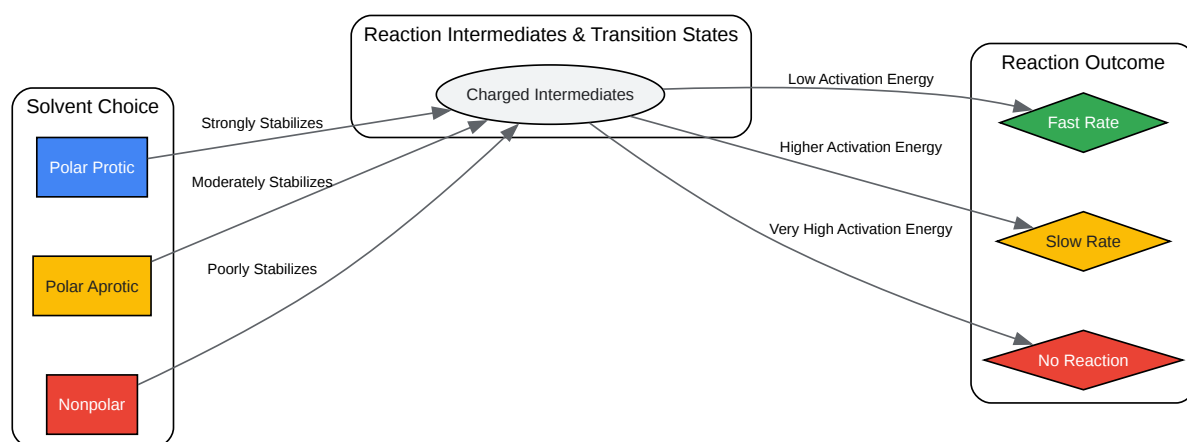 Reaction Intermediates & Transition States
Charged Intermediates
Solvent Choice
Polar Protic
Polar Aprotic
Nonpolar
Strongly Stabilizes
Moderately Stabilizes
Poorly Stabilizes
Low Activation Energy
Higher Activation Energy
Very High Activation Energy
Reaction Outcome
Fast Rate
Slow Rate
No Reaction